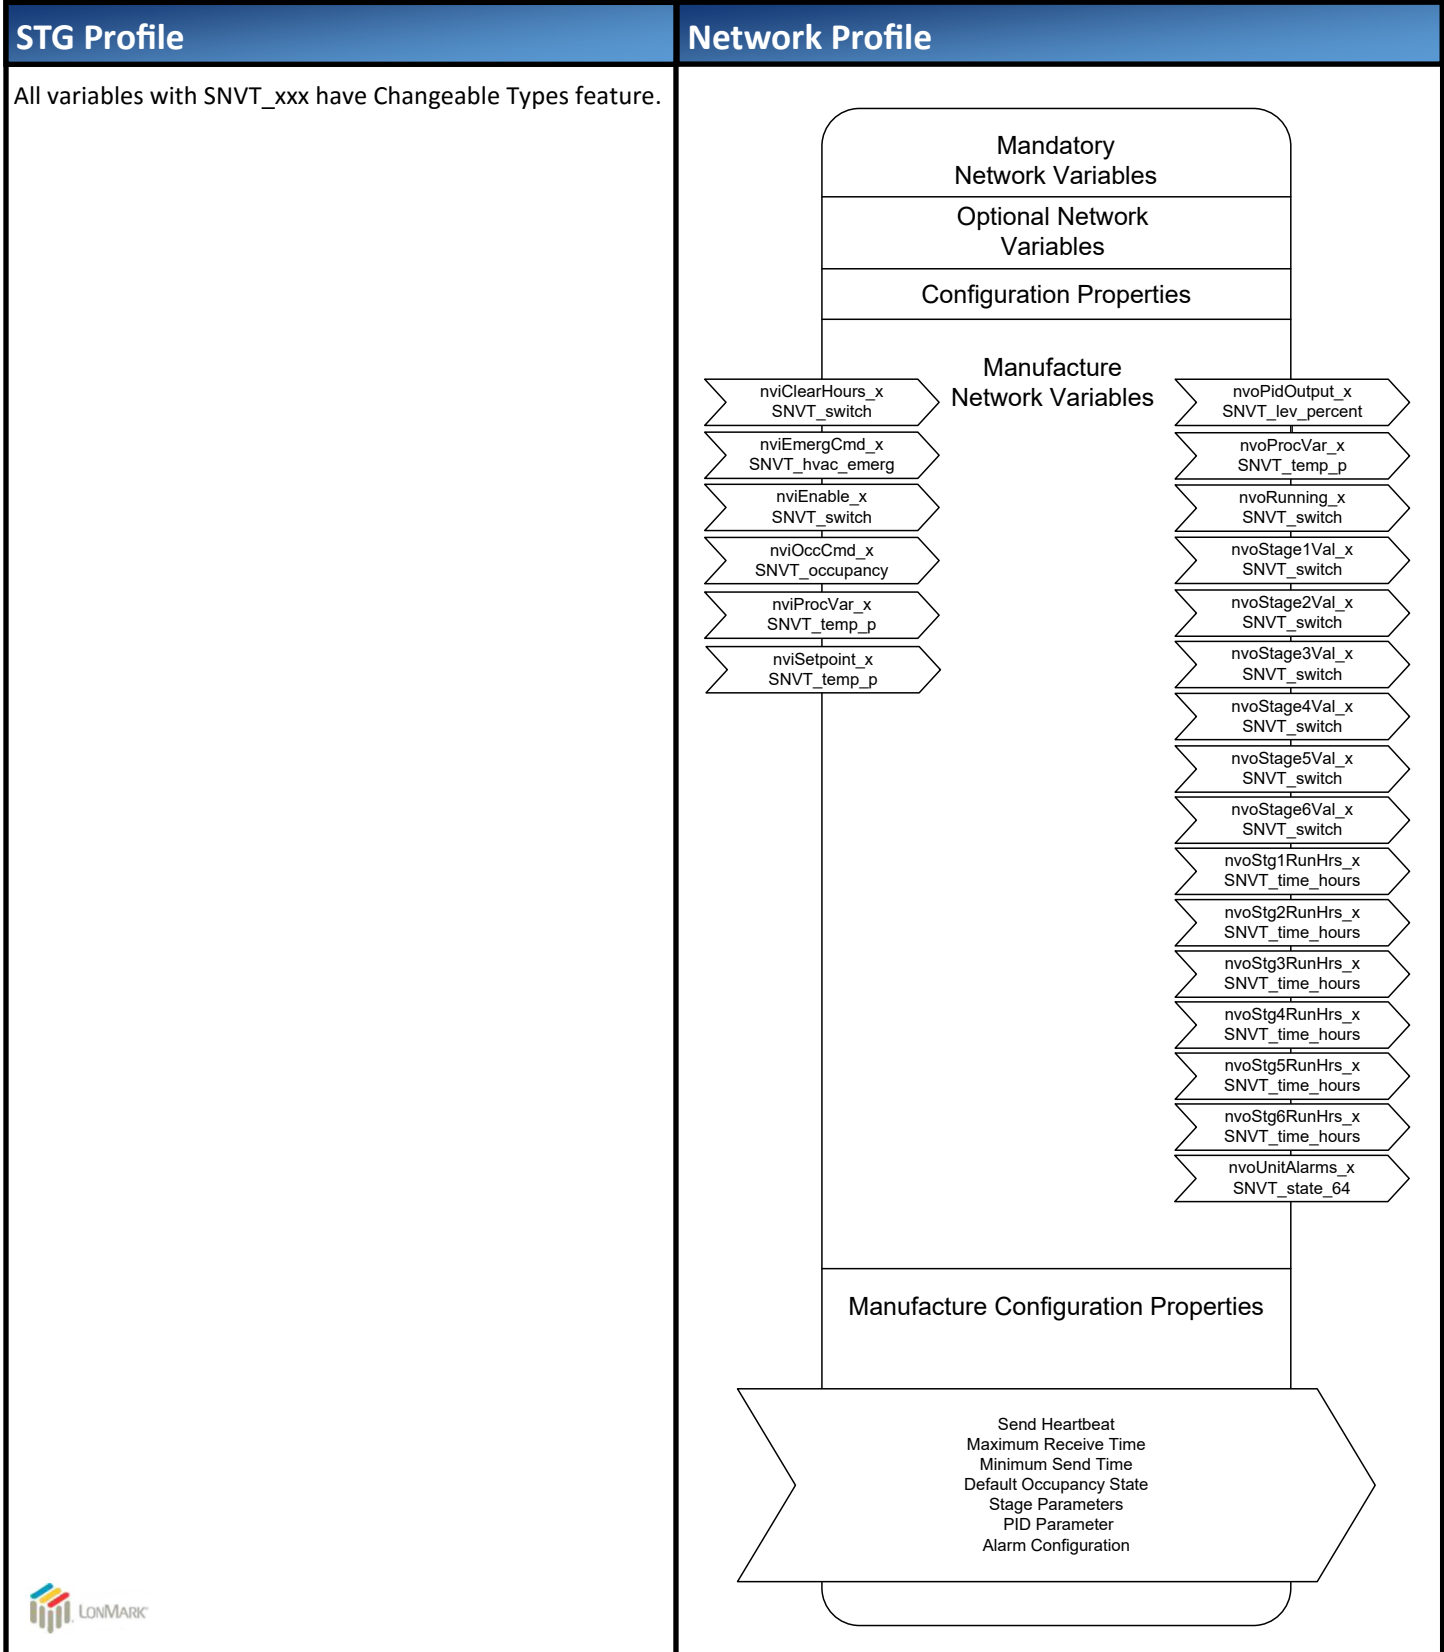 STG Profile
Network Profile
All variables with SNVT_xxx have Changeable Types feature.
Mandatory
Network Variables
Optional Network
Variables
Configuration Properties
Manufacture
Network Variables
nviClearHours_x
SNVT_switch
nviEmergCmd_x
SNVT_hvac_emerg
nviEnable_x
SNVT_switch
nviOccCmd_x
SNVT_occupancy
nviProcVar_x
SNVT_temp_p
nviSetpoint_x
SNVT_temp_p
nvoPidOutput_x
SNVT_lev_percent
nvoProcVar_x
SNVT_temp_p
nvoRunning_x
SNVT_switch
nvoStage1Val_x
SNVT_switch
nvoStage2Val_x
SNVT_switch
nvoStage3Val_x
SNVT_switch
nvoStage4Val_x
SNVT_switch
nvoStage5Val_x
SNVT_switch
nvoStage6Val_x
SNVT_switch
nvoStg1RunHrs_x
SNVT_time_hours
nvoStg2RunHrs_x
SNVT_time_hours
nvoStg3RunHrs_x
SNVT_time_hours
nvoStg4RunHrs_x
SNVT_time_hours
nvoStg5RunHrs_x
SNVT_time_hours
nvoStg6RunHrs_x
SNVT_time_hours
nvoUnitAlarms_x
SNVT_state_64
Manufacture Configuration Properties
Send Heartbeat
Maximum Receive Time
Minimum Send Time
Default Occupancy State
Stage Parameters
PID Parameter
Alarm Configuration
LONMARK